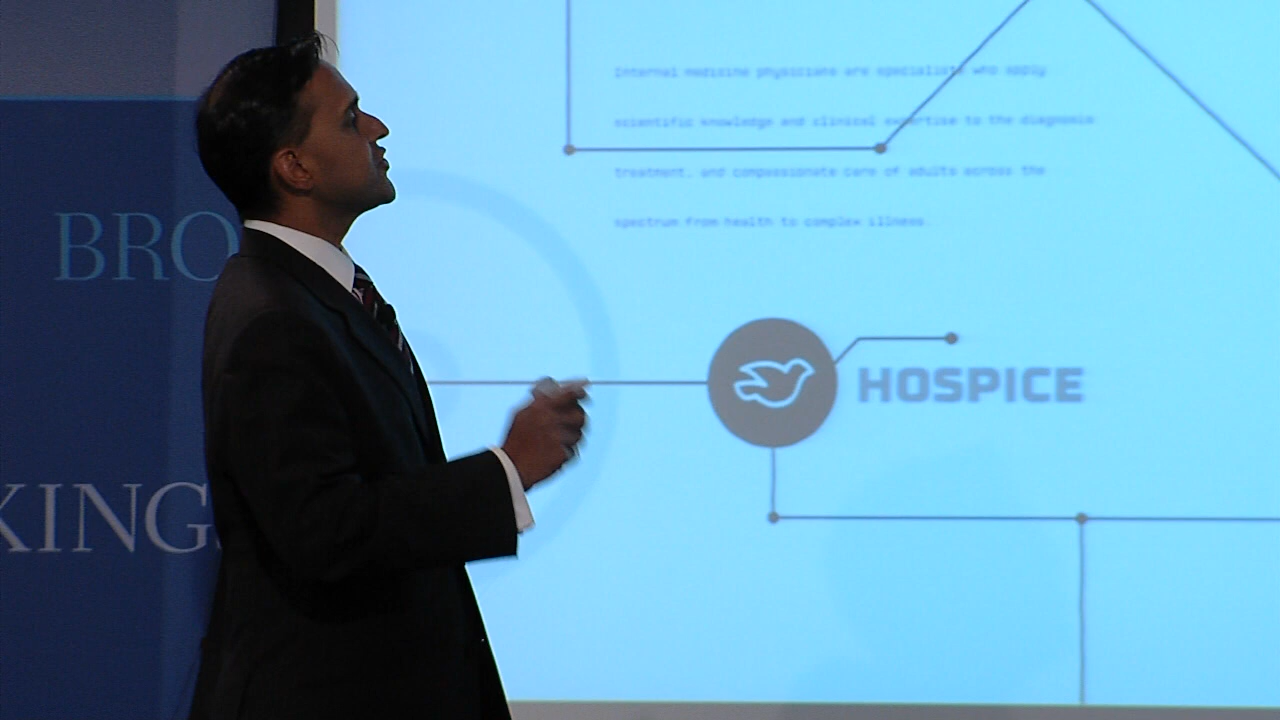 BRO
KINGS
Internal medicine physicians are specialists who apply
scientific knowledge and clinical expertise to the diagnosis
treatment, and compassionate care of adults across the
spectrum from health to complex illness.
HOSPICE